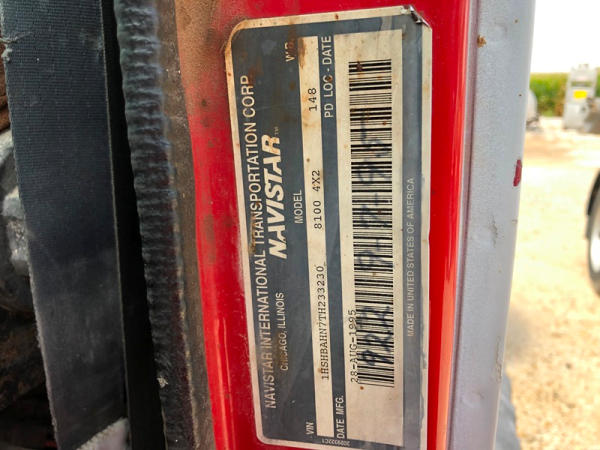 NAVISTAR INTERNATIONAL TRANSPORTATION CORP.
CHICAGO, ILLINOIS
NAVISTAR™
MODEL W.B.
VIN 1HSHBAHN7TH233230 8100 4X2 148
DATE MFG. PD LOC - DATE
28-AUG-1995
MADE IN UNITED STATES OF AMERICA